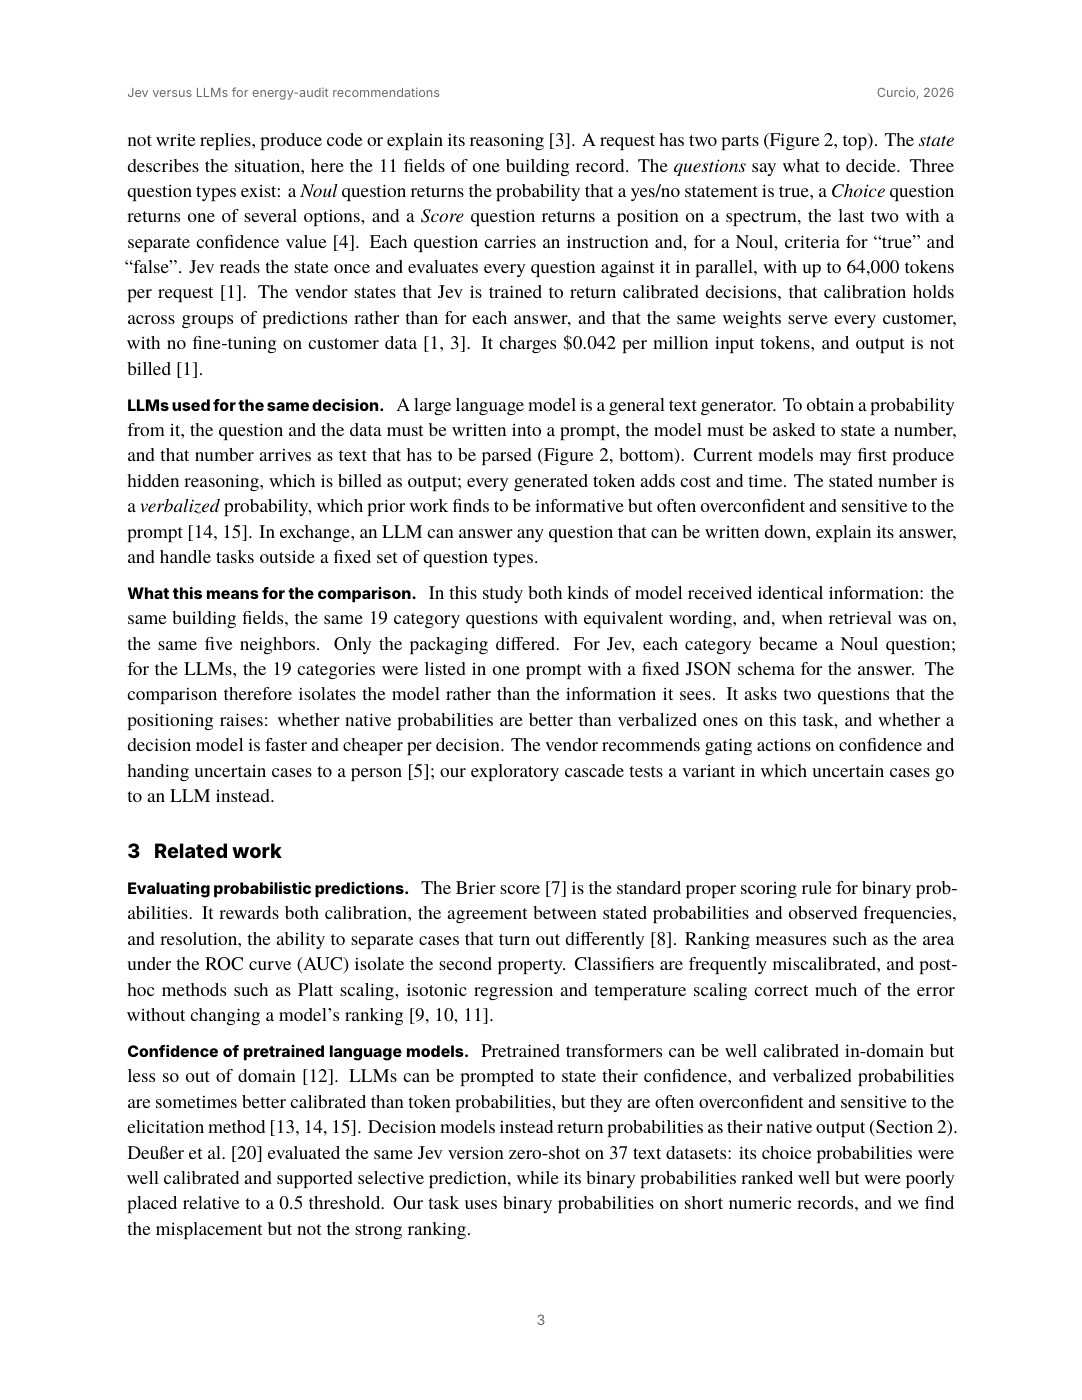 Jev versus LLMs for energy-audit recommendations
Curcio, 2026
not write replies, produce code or explain its reasoning [3]. A request has two parts (Figure 2, top). The state
describes the situation, here the 11 fields of one building record. The questions say what to decide. Three
question types exist: a Noul question returns the probability that a yes/no statement is true, a Choice question
returns one of several options, and a Score question returns a position on a spectrum, the last two with a
separate confidence value [4]. Each question carries an instruction and, for a Noul, criteria for “true” and
“false”. Jev reads the state once and evaluates every question against it in parallel, with up to 64,000 tokens
per request [1]. The vendor states that Jev is trained to return calibrated decisions, that calibration holds
across groups of predictions rather than for each answer, and that the same weights serve every customer,
with no fine-tuning on customer data [1, 3]. It charges $0.042 per million input tokens, and output is not
billed [1].
LLMs used for the same decision. A large language model is a general text generator. To obtain a probability
from it, the question and the data must be written into a prompt, the model must be asked to state a number,
and that number arrives as text that has to be parsed (Figure 2, bottom). Current models may first produce
hidden reasoning, which is billed as output; every generated token adds cost and time. The stated number is
a verbalized probability, which prior work finds to be informative but often overconfident and sensitive to the
prompt [14, 15]. In exchange, an LLM can answer any question that can be written down, explain its answer,
and handle tasks outside a fixed set of question types.
What this means for the comparison. In this study both kinds of model received identical information: the
same building fields, the same 19 category questions with equivalent wording, and, when retrieval was on,
the same five neighbors. Only the packaging differed. For Jev, each category became a Noul question;
for the LLMs, the 19 categories were listed in one prompt with a fixed JSON schema for the answer. The
comparison therefore isolates the model rather than the information it sees. It asks two questions that the
positioning raises: whether native probabilities are better than verbalized ones on this task, and whether a
decision model is faster and cheaper per decision. The vendor recommends gating actions on confidence and
handing uncertain cases to a person [5]; our exploratory cascade tests a variant in which uncertain cases go
to an LLM instead.
3 Related work
Evaluating probabilistic predictions. The Brier score [7] is the standard proper scoring rule for binary prob-
abilities. It rewards both calibration, the agreement between stated probabilities and observed frequencies,
and resolution, the ability to separate cases that turn out differently [8]. Ranking measures such as the area
under the ROC curve (AUC) isolate the second property. Classifiers are frequently miscalibrated, and post-
hoc methods such as Platt scaling, isotonic regression and temperature scaling correct much of the error
without changing a model’s ranking [9, 10, 11].
Confidence of pretrained language models. Pretrained transformers can be well calibrated in-domain but
less so out of domain [12]. LLMs can be prompted to state their confidence, and verbalized probabilities
are sometimes better calibrated than token probabilities, but they are often overconfident and sensitive to the
elicitation method [13, 14, 15]. Decision models instead return probabilities as their native output (Section 2).
Deußer et al. [20] evaluated the same Jev version zero-shot on 37 text datasets: its choice probabilities were
well calibrated and supported selective prediction, while its binary probabilities ranked well but were poorly
placed relative to a 0.5 threshold. Our task uses binary probabilities on short numeric records, and we find
the misplacement but not the strong ranking.
3